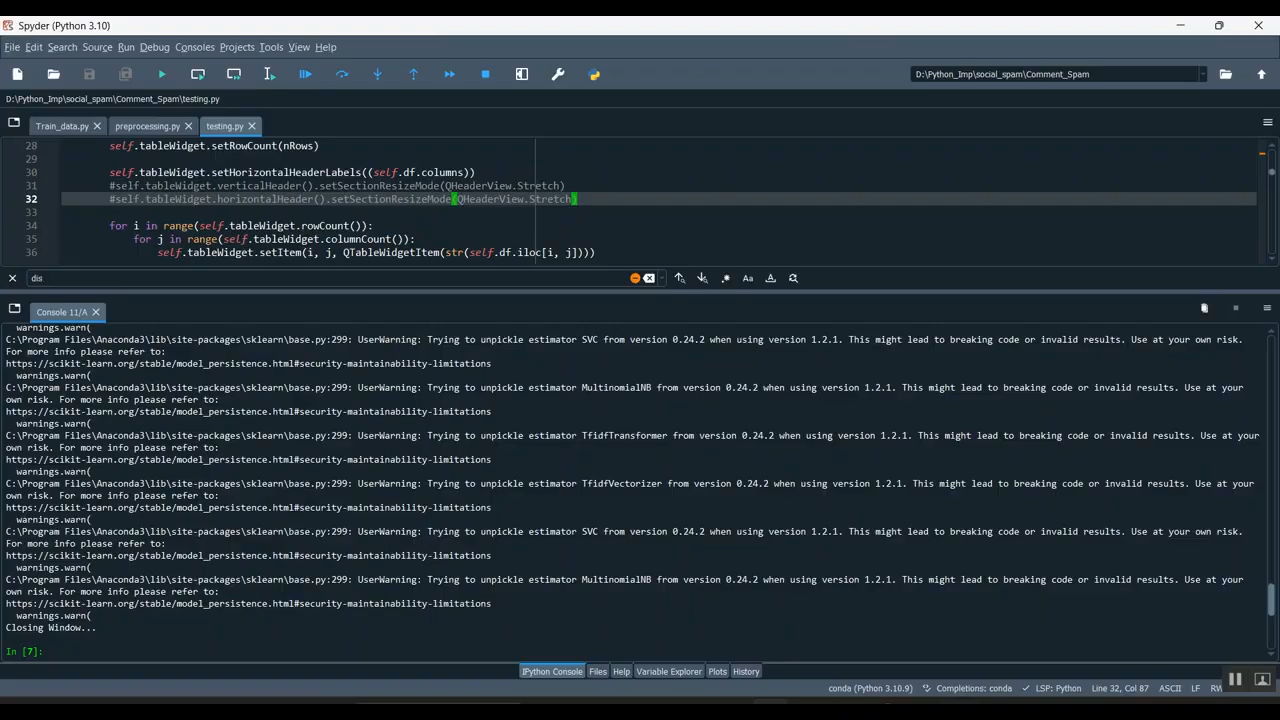 Spyder (Python 3.10)
File Edit Search Source Run Debug Consoles Projects Tools View Help
D:\Python_Imp\social_spam\Comment_Spam
D:\Python_Imp\social_spam\Comment_Spam\testing.py
Train_data.py preprocessing.py testing.py
28 self.tableWidget.setRowCount(nRows)
29
30 self.tableWidget.setHorizontalHeaderLabels((self.df.columns))
31 #self.tableWidget.verticalHeader().setSectionResizeMode(QHeaderView.Stretch)
32 #self.tableWidget.horizontalHeader().setSectionResizeMode(QHeaderView.Stretch)
33
34 for i in range(self.tableWidget.rowCount()):
35 for j in range(self.tableWidget.columnCount()):
36 self.tableWidget.setItem(i, j, QTableWidgetItem(str(self.df.iloc[i, j])))
dis Aa
Console 11/A
warnings.warn(
C:\Program Files\Anaconda3\lib\site-packages\sklearn\base.py:299: UserWarning: Trying to unpickle estimator SVC from version 0.24.2 when using version 1.2.1. This might lead to breaking code or invalid results. Use at your own risk.
For more info please refer to:
https://scikit-learn.org/stable/model_persistence.html#security-maintainability-limitations
warnings.warn(
C:\Program Files\Anaconda3\lib\site-packages\sklearn\base.py:299: UserWarning: Trying to unpickle estimator MultinomialNB from version 0.24.2 when using version 1.2.1. This might lead to breaking code or invalid results. Use at your
own risk. For more info please refer to:
https://scikit-learn.org/stable/model_persistence.html#security-maintainability-limitations
warnings.warn(
C:\Program Files\Anaconda3\lib\site-packages\sklearn\base.py:299: UserWarning: Trying to unpickle estimator TfidfTransformer from version 0.24.2 when using version 1.2.1. This might lead to breaking code or invalid results. Use at your
own risk. For more info please refer to:
https://scikit-learn.org/stable/model_persistence.html#security-maintainability-limitations
warnings.warn(
C:\Program Files\Anaconda3\lib\site-packages\sklearn\base.py:299: UserWarning: Trying to unpickle estimator TfidfVectorizer from version 0.24.2 when using version 1.2.1. This might lead to breaking code or invalid results. Use at your
own risk. For more info please refer to:
https://scikit-learn.org/stable/model_persistence.html#security-maintainability-limitations
warnings.warn(
C:\Program Files\Anaconda3\lib\site-packages\sklearn\base.py:299: UserWarning: Trying to unpickle estimator SVC from version 0.24.2 when using version 1.2.1. This might lead to breaking code or invalid results. Use at your own risk.
For more info please refer to:
https://scikit-learn.org/stable/model_persistence.html#security-maintainability-limitations
warnings.warn(
C:\Program Files\Anaconda3\lib\site-packages\sklearn\base.py:299: UserWarning: Trying to unpickle estimator MultinomialNB from version 0.24.2 when using version 1.2.1. This might lead to breaking code or invalid results. Use at your
own risk. For more info please refer to:
https://scikit-learn.org/stable/model_persistence.html#security-maintainability-limitations
warnings.warn(
Closing Window...
In [7]:
IPython Console Files Help Variable Explorer Plots History
conda (Python 3.10.9) Completions: conda LSP: Python Line 32, Col 87 ASCII LF RW